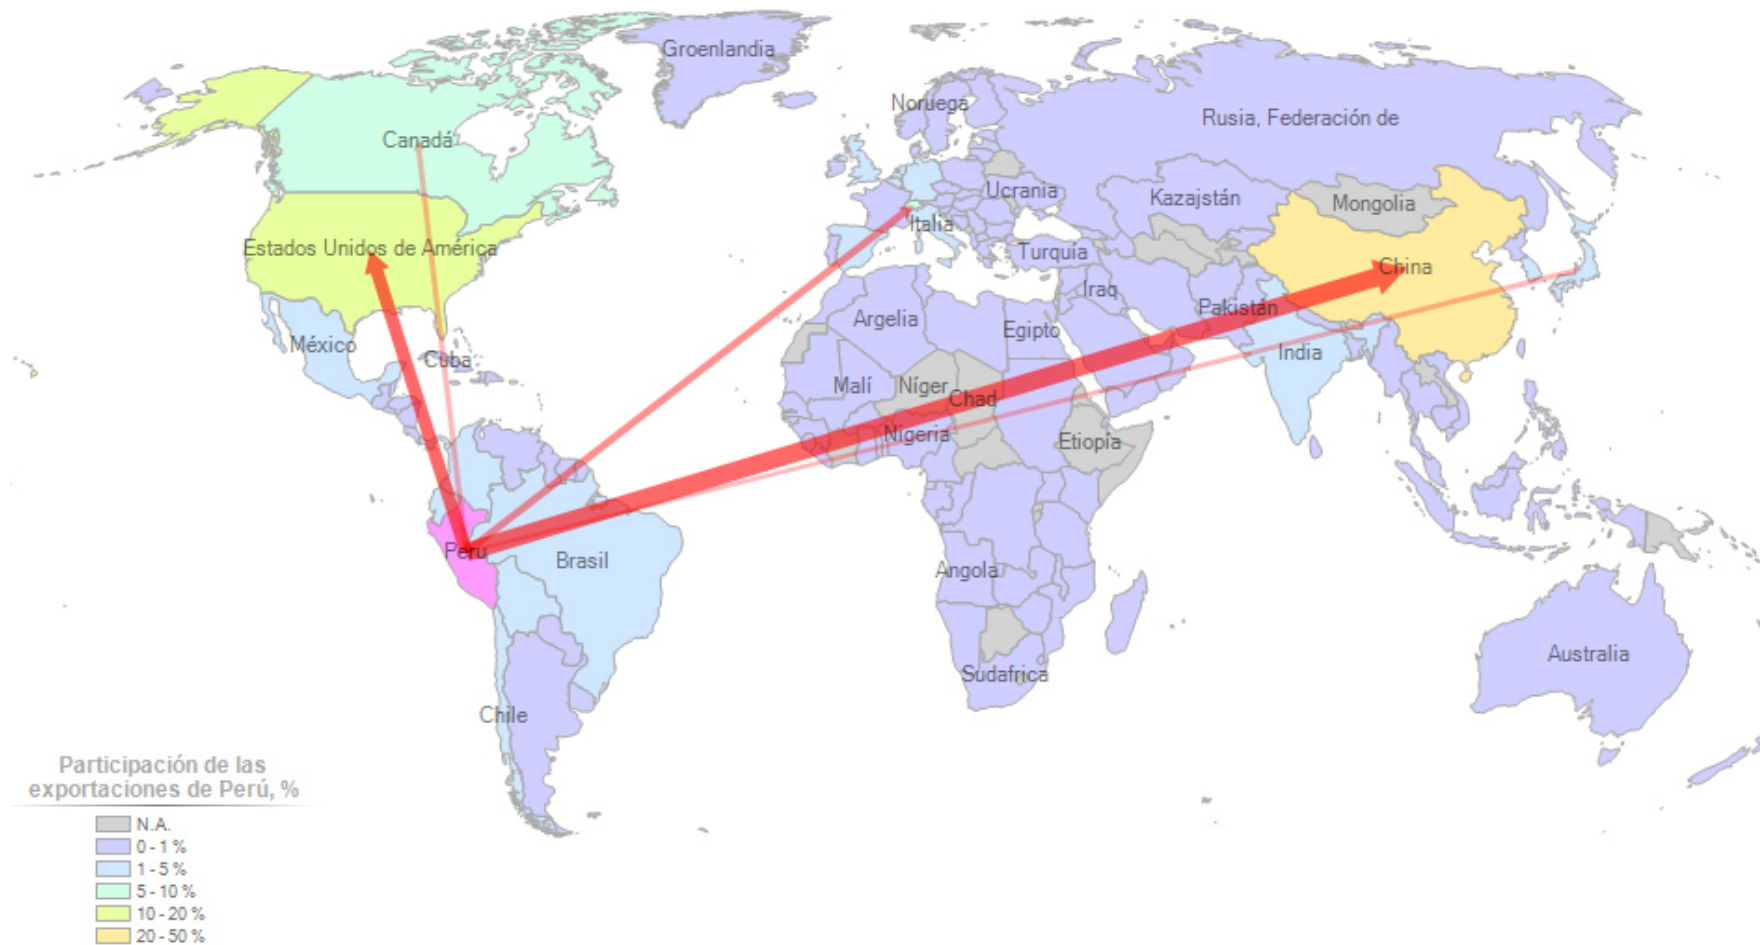 Groenlandia
Noruega
Rusia, Federación de
Canadá
Ucrania
Kazajstán
Mongolia
Italia
Estados Unidos de América
Turquía
China
Iraq
Pakistán
Argelia
Egipto
México
India
Cuba
Malí
Níger
Chad
Nigeria
Etiopía
Peru
Brasil
Angola
Australia
Sudafrica
Chile
Participación de las
exportaciones de Perú, %
N.A.
0 - 1 %
1 - 5 %
5 - 10 %
10 - 20 %
20 - 50 %